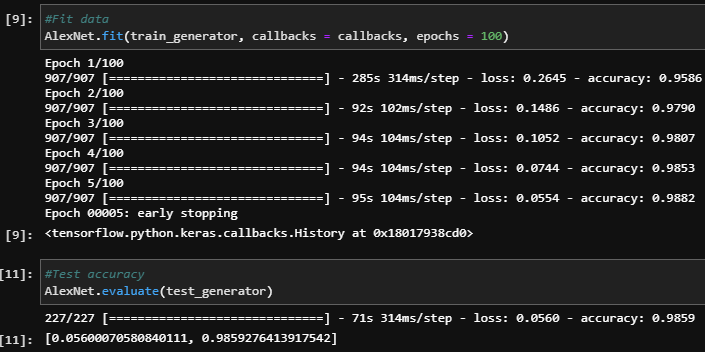 [9]: #Fit data
AlexNet.fit(train_generator, callbacks = callbacks, epochs = 100)
Epoch 1/100
907/907 [==============================] - 285s 314ms/step - loss: 0.2645 - accuracy: 0.9586
Epoch 2/100
907/907 [==============================] - 92s 102ms/step - loss: 0.1486 - accuracy: 0.9790
Epoch 3/100
907/907 [==============================] - 94s 104ms/step - loss: 0.1052 - accuracy: 0.9807
Epoch 4/100
907/907 [==============================] - 94s 104ms/step - loss: 0.0744 - accuracy: 0.9853
Epoch 5/100
907/907 [==============================] - 95s 104ms/step - loss: 0.0554 - accuracy: 0.9882
Epoch 00005: early stopping
[9]: <tensorflow.python.keras.callbacks.History at 0x18017938cd0>
[11]: #Test accuracy
AlexNet.evaluate(test_generator)
227/227 [==============================] - 71s 314ms/step - loss: 0.0560 - accuracy: 0.9859
[11]: [0.05600070580840111, 0.9859276413917542]